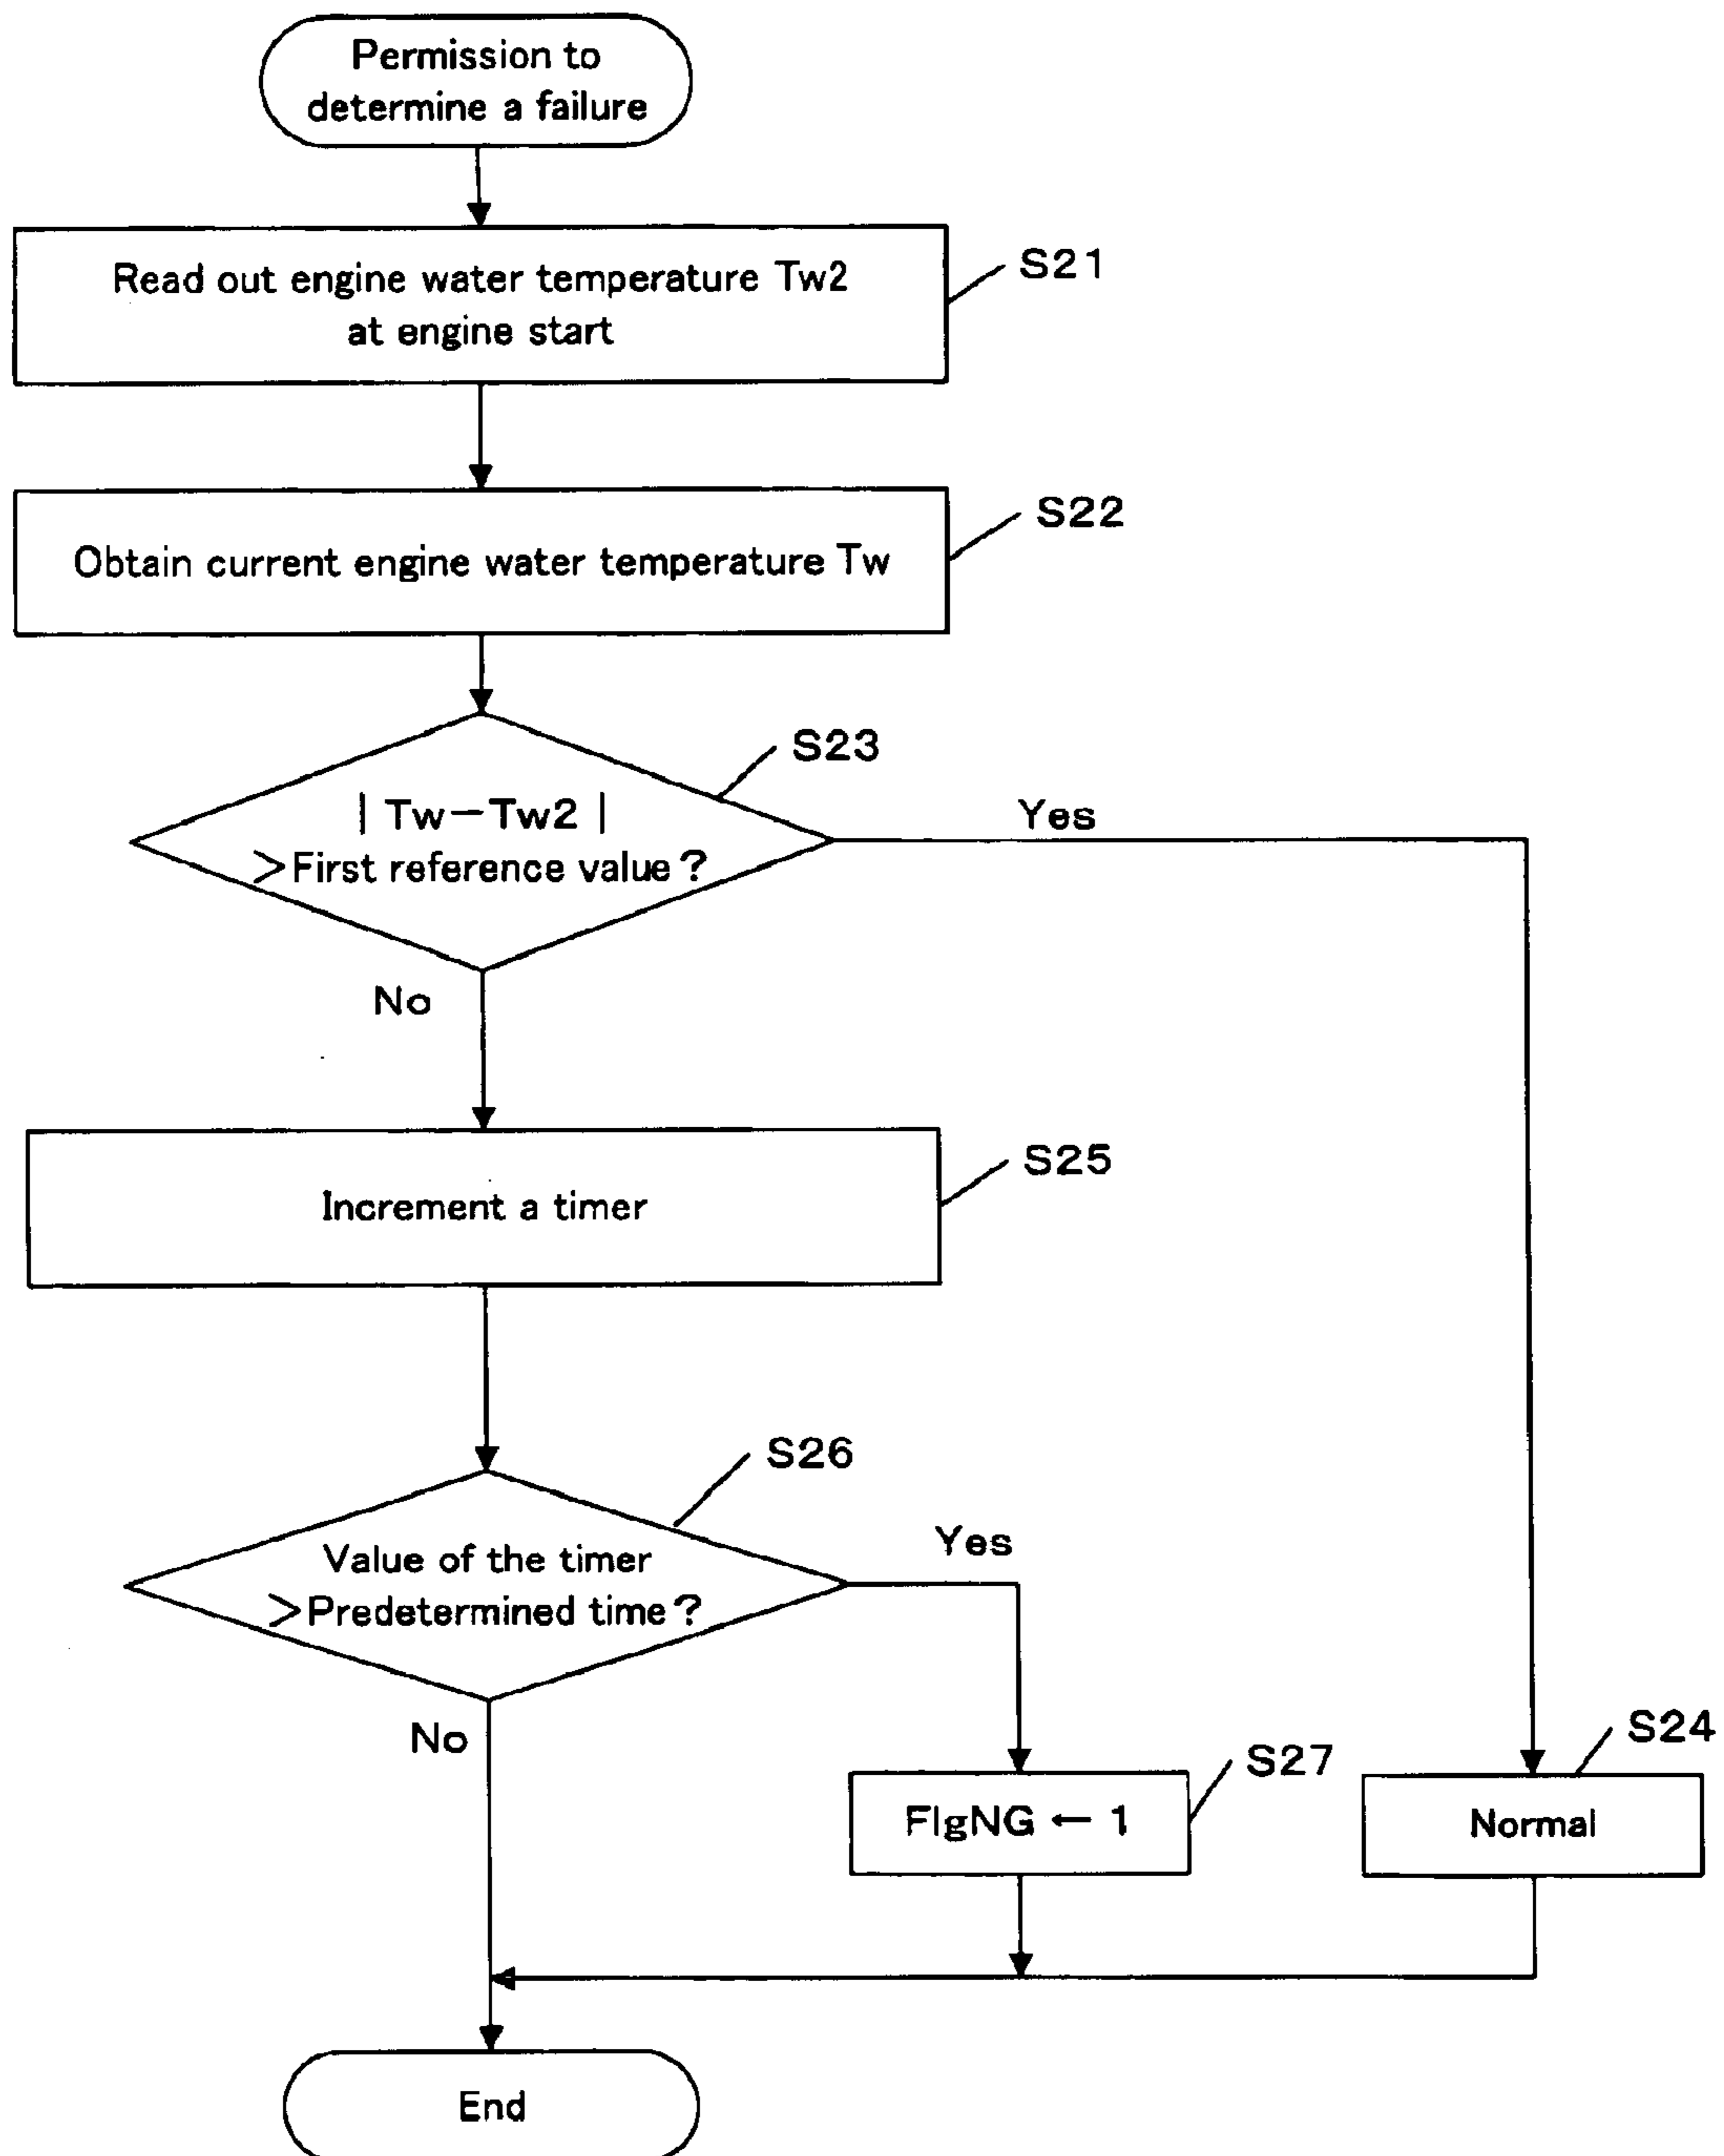 Permission to
determine a failure
Read out engine water temperature Tw2
at engine start
S21
Obtain current engine water temperature Tw
S22
S23
| Tw－Tw2 |
＞First reference value？
Yes
No
Increment a timer
S25
S26
Value of the timer
＞Predetermined time？
Yes
No
FlgNG ← 1
S27
Normal
S24
End